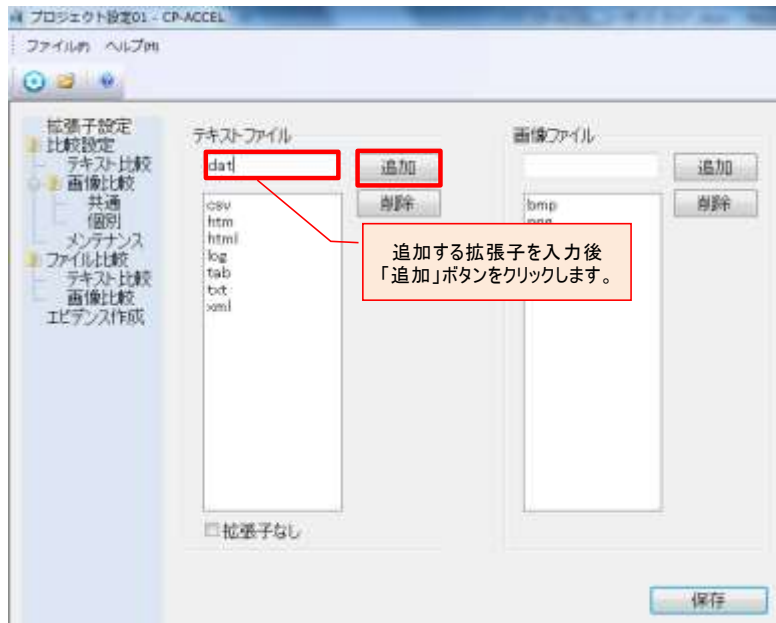 プロジェクト設定01 - CP-ACCEL
ファイル(F) ヘルプ(H)
拡張子設定
比較設定
テキスト比較
画像比較
共通
個別
メンテナンス
ファイル比較
テキスト比較
画像比較
エビデンス作成
テキストファイル
dat
追加
csv
htm
html
log
tab
txt
xml
削除
拡張子なし
画像ファイル
追加
bmp
削除
追加する拡張子を入力後
「追加」ボタンをクリックします。
保存